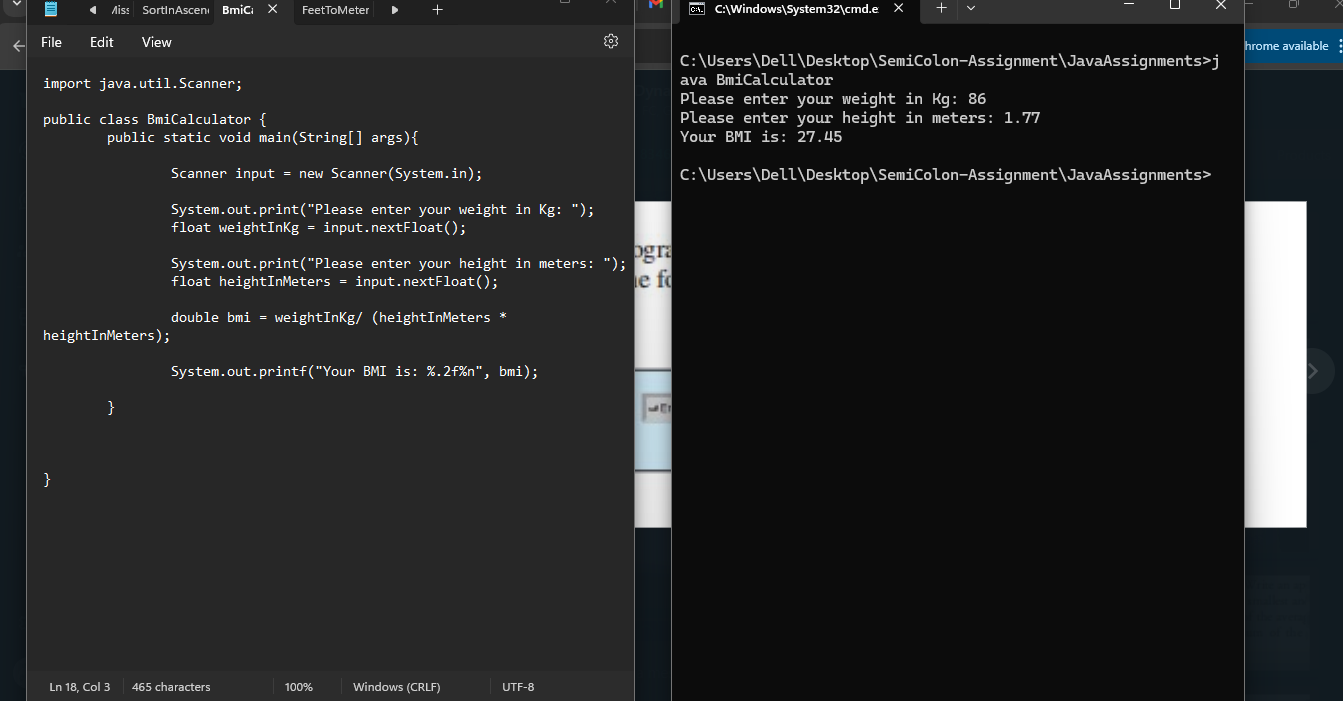 SortInAscen
BmiCa
FeetToMeter
File Edit View
import java.util.Scanner;
public class BmiCalculator {
public static void main(String[] args){
Scanner input = new Scanner(System.in);
System.out.print("Please enter your weight in Kg: ");
float weightInKg = input.nextFloat();
System.out.print("Please enter your height in meters: ");
float heightInMeters = input.nextFloat();
double bmi = weightInKg/ (heightInMeters *
heightInMeters);
System.out.printf("Your BMI is: %.2f%n", bmi);
}
}
Ln 18, Col 3 465 characters 100% Windows (CRLF) UTF-8
C:\Windows\System32\cmd.e
C:\Users\Dell\Desktop\SemiColon-Assignment\JavaAssignments>j
ava BmiCalculator
Please enter your weight in Kg: 86
Please enter your height in meters: 1.77
Your BMI is: 27.45
C:\Users\Dell\Desktop\SemiColon-Assignment\JavaAssignments>
hrome available